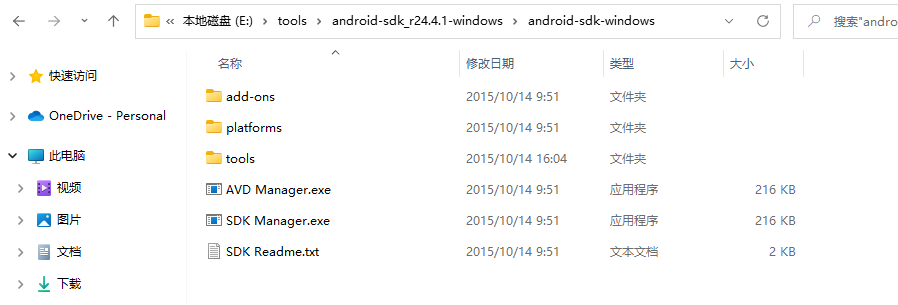 « 本地磁盘 (E:) › tools › android-sdk_r24.4.1-windows › android-sdk-windows
搜索"andro
快速访问
OneDrive - Personal
此电脑
视频
图片
文档
下载
名称 修改日期 类型 大小
add-ons 2015/10/14 9:51 文件夹
platforms 2015/10/14 9:51 文件夹
tools 2015/10/14 16:04 文件夹
AVD Manager.exe 2015/10/14 9:51 应用程序 216 KB
SDK Manager.exe 2015/10/14 9:51 应用程序 216 KB
SDK Readme.txt 2015/10/14 9:51 文本文档 2 KB